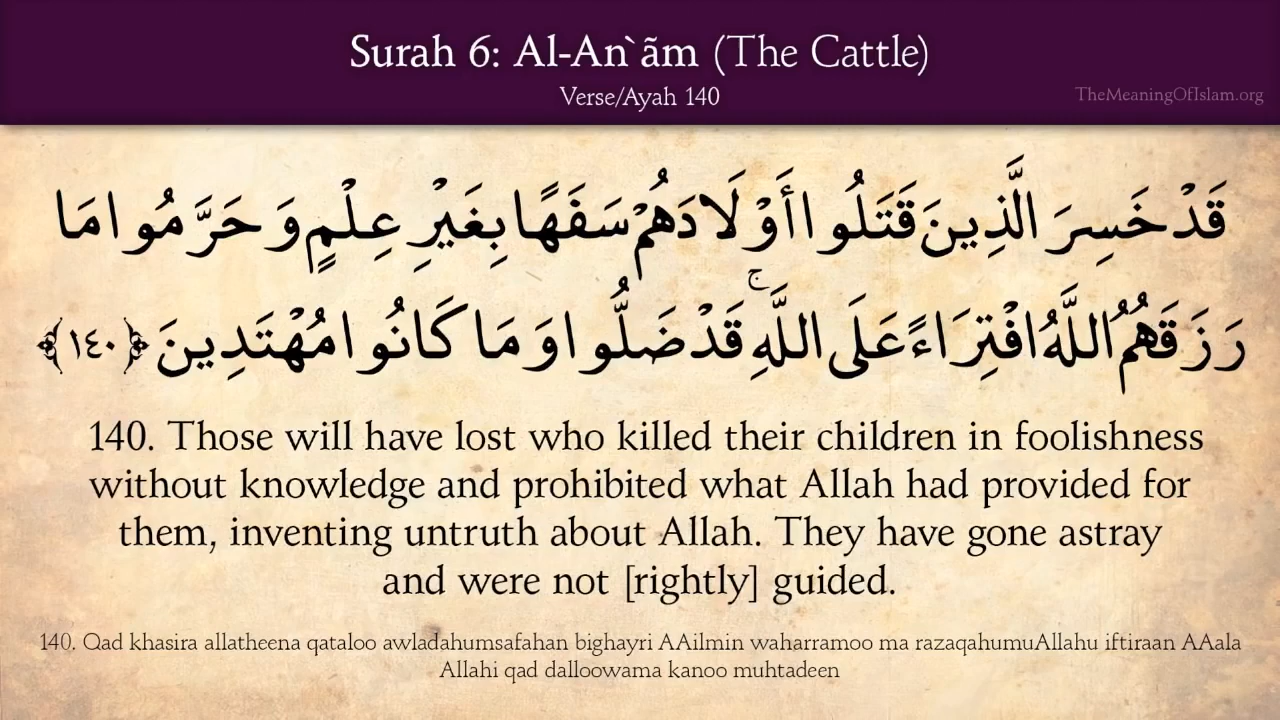 Surah 6: Al-An`ãm (The Cattle)
Verse/Ayah 140
TheMeaningOfIslam.org
قَدْ خَسِرَ الَّذِينَ قَتَلُوا أَوْلَادَهُمْ سَفَهًا بِغَيْرِ عِلْمٍ وَحَرَّمُوا مَا
رَزَقَهُمُ اللَّهُ افْتِرَاءً عَلَى اللَّهِ ۚ قَدْ ضَلُّوا وَمَا كَانُوا مُهْتَدِينَ ﴿١٤٠﴾
140. Those will have lost who killed their children in foolishness
without knowledge and prohibited what Allah had provided for
them, inventing untruth about Allah. They have gone astray
and were not [rightly] guided.
140. Qad khasira allatheena qataloo awladahumsafahan bighayri AAilmin waharramoo ma razaqahumuAllahu iftiraan AAala
Allahi qad dalloowama kanoo muhtadeen